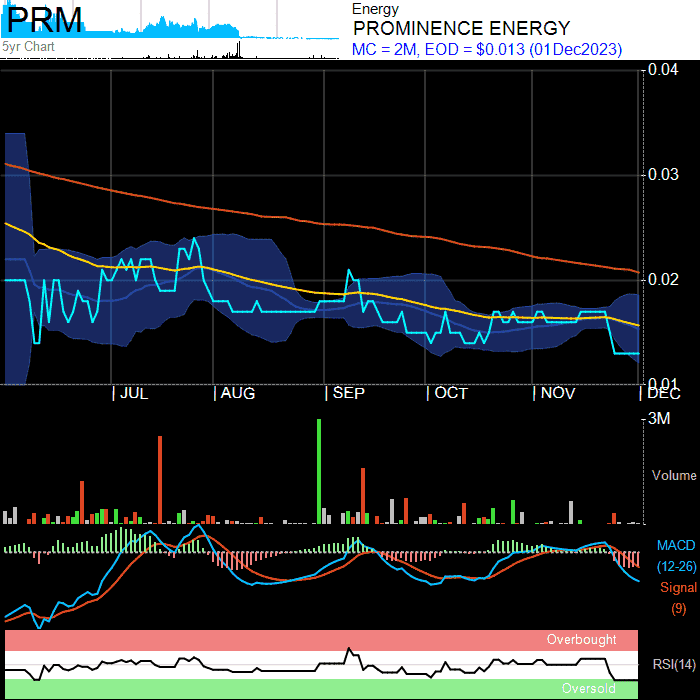 PRM
5yr Chart
Energy
PROMINENCE ENERGY
MC = 2M, EOD = $0.013 (01Dec2023)
0.04
0.03
0.02
0.01
JUL
AUG
SEP
OCT
NOV
DEC
3M
Volume
MACD
(12-26)
Signal
(9)
Overbought
RSI(14)
Oversold